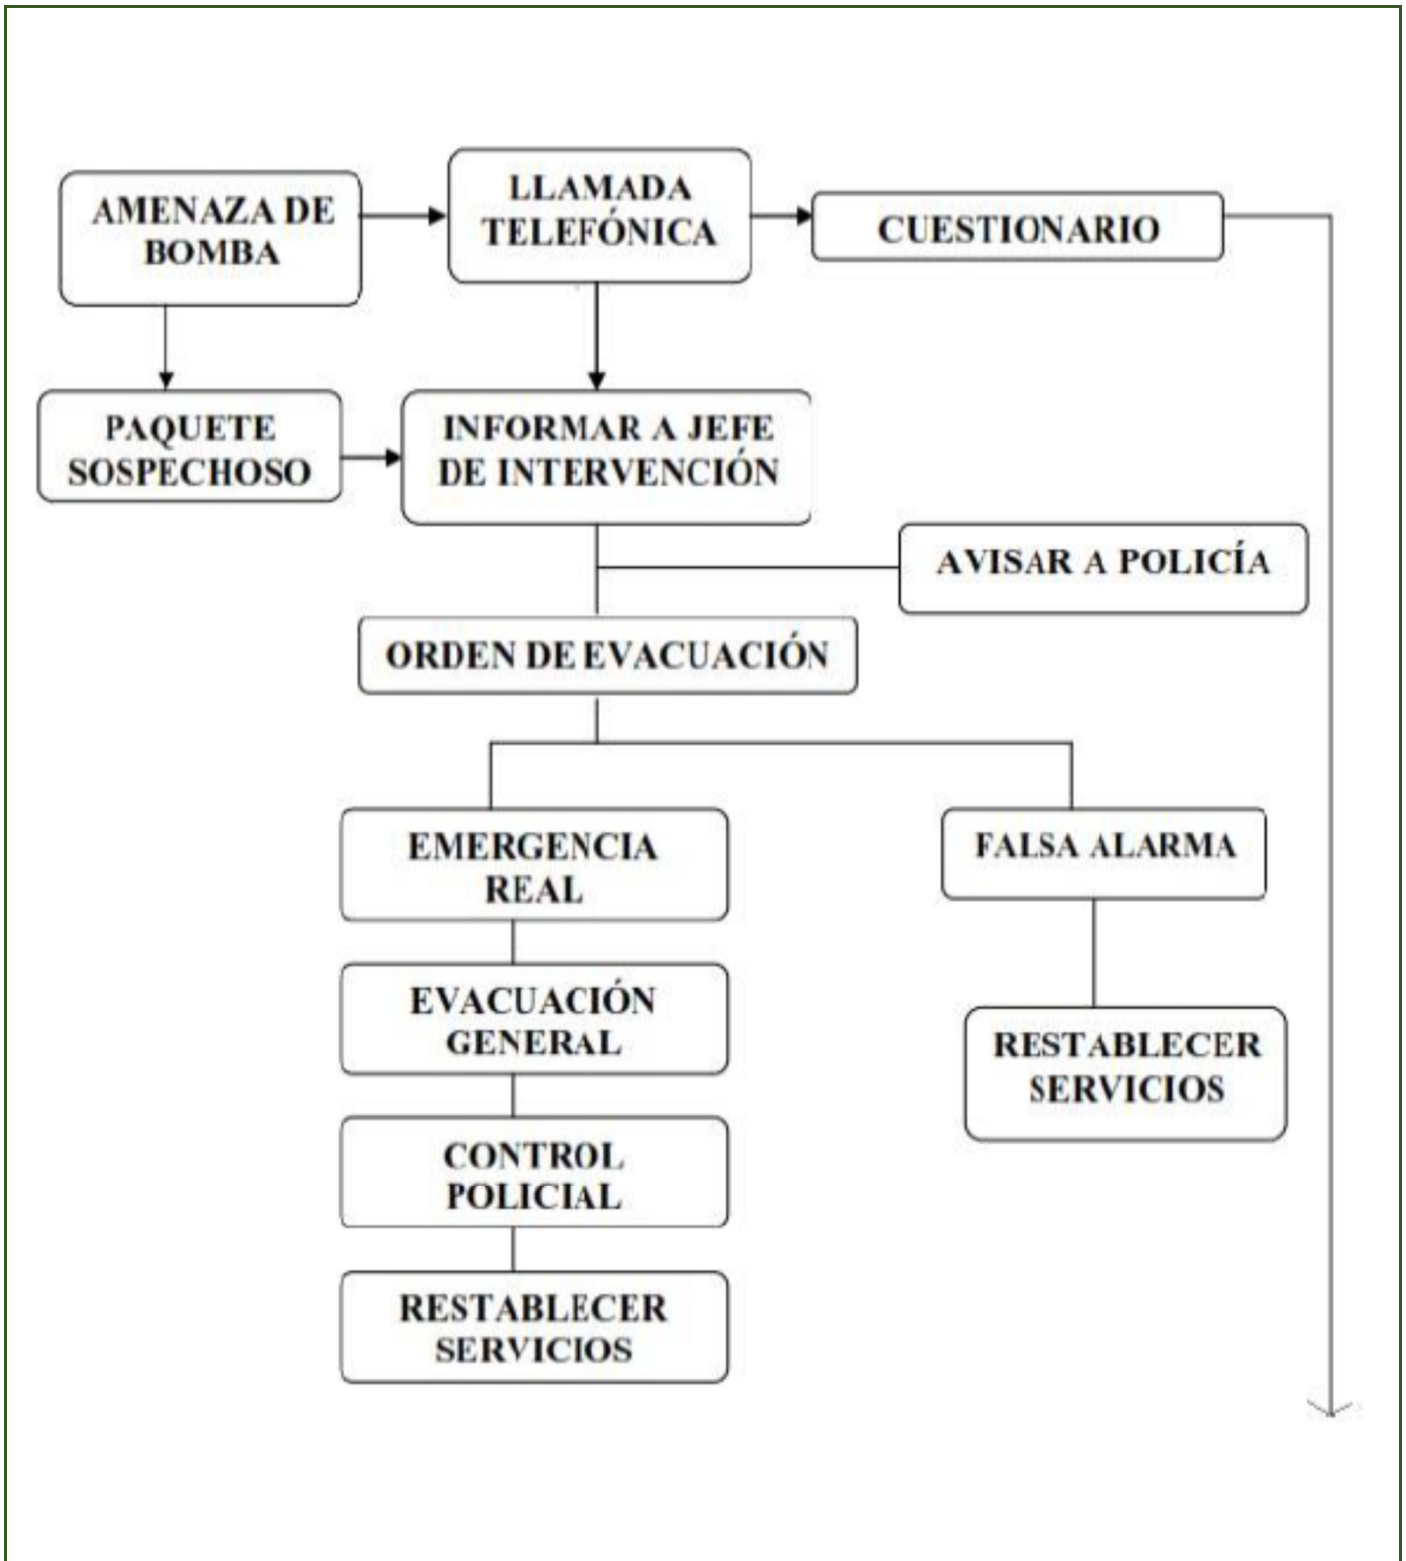 AMENAZA DE
BOMBA
LLAMADA
TELEFÓNICA
CUESTIONARIO
PAQUETE
SOSPECHOSO
INFORMAR A JEFE
DE INTERVENCIÓN
AVISAR A POLICÍA
ORDEN DE EVACUACIÓN
EMERGENCIA
REAL
FALSA ALARMA
EVACUACIÓN
GENERAL
RESTABLECER
SERVICIOS
CONTROL
POLICIAL
RESTABLECER
SERVICIOS